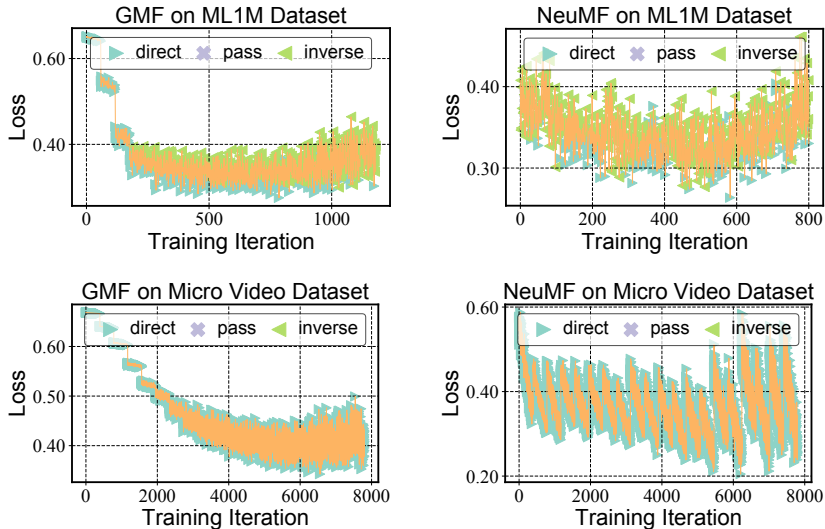 GMF on ML1M Dataset
0.60
0.40
Loss
direct pass inverse
0 500 1000
Training Iteration
NeuMF on ML1M Dataset
0.40
0.30
Loss
direct pass inverse
0 200 400 600 800
Training Iteration
GMF on Micro Video Dataset
0.60
0.50
0.40
Loss
direct pass inverse
0 2000 4000 6000 8000
Training Iteration
NeuMF on Micro Video Dataset
0.60
0.40
0.20
Loss
direct pass inverse
0 2000 4000 6000 8000
Training Iteration